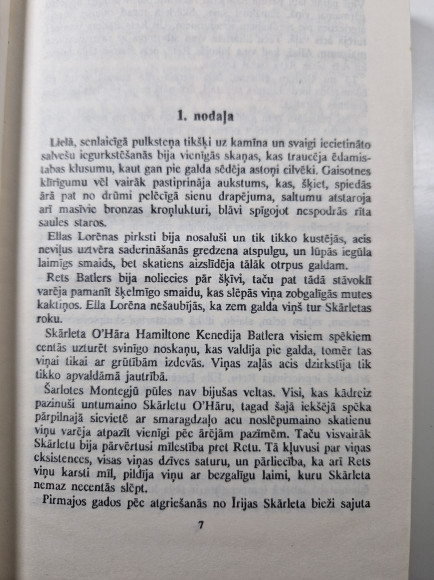 1. nodaļa
Lielā, senlaicīgā pulksteņa tikšķi uz kamīna un svaigi iecietināto
salvešu iegurkstēšanās bija vienīgās skaņas, kas traucēja ēdamis-
tabas klusumu, kaut gan pie galda sēdēja astoņi cilvēki. Gaisotnes
klīrīgumu vēl vairāk pastiprināja aukstums, kas, šķiet, spiedās
ārā pat no drūmi pelēcīgā sienu drapējuma, saltumu atstaroja
arī masīvie bronzas kroņlukturi, blāvi spīgojot nespodrās rīta
saules staros.
Ellas Lorēnas pirksti bija nosaluši un tik tikko kustējās, acis
neviļus uztvēra saderināšanās gredzena atspulgu, un lūpās iegūla
laimīgs smaids, bet skatiens aizslīdēja tālāk otrpus galdam.
Rets Batlers bija noliecies pār šķīvi, taču pat tādā stāvoklī
varēja pamanīt šķelmīgo smaidu, kas slēpās viņa zobgalīgās mutes
kaktiņos. Ella Lorēna nešaubījās, ka zem galda viņš tur Skārletas
roku.
Skārleta O'Hāra Hamiltone Kenedija Batlera visiem spēkiem
centās uzturēt svinīgo noskaņu, kas valdīja pie galda, tomēr tas
viņai tikai ar grūtībām izdevās. Viņas zaļās acis dzirkstīja tik
tikko apvaldāmā jautrībā.
Šarlotes Montegjū pūles nav bijušas veltas. Visi, kas kādreiz
pazinuši untumaino Skārletu O'Hāru, tagad šajā iekšējā spēka
pārpilnajā sievietē ar smaragdzaļo acu noslēpumaino skatienu
viņu varēja atpazīt vienīgi pēc ārējām pazīmēm. Taču visvairāk
Skārletu bija pārvērtusi mīlestība pret Retu. Tā kļuvusi par viņas
eksistences, visas viņas dzīves saturu, un pārliecība, ka arī Rets
viņu karsti mīl, pildīja viņu ar bezgalīgu laimi, kuru Skārleta
nemaz necentās slēpt.
Pirmajos gados pēc atgriešanās no Īrijas Skārleta bieži sajuta
7